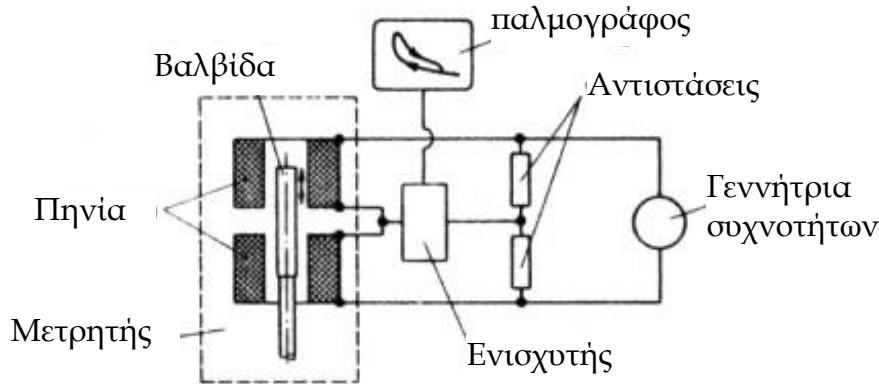 παλμογράφος
Βαλβίδα
Αντιστάσεις
Πηνία
Γεννήτρια
συχνοτήτων
Μετρητής
Ενισχυτής